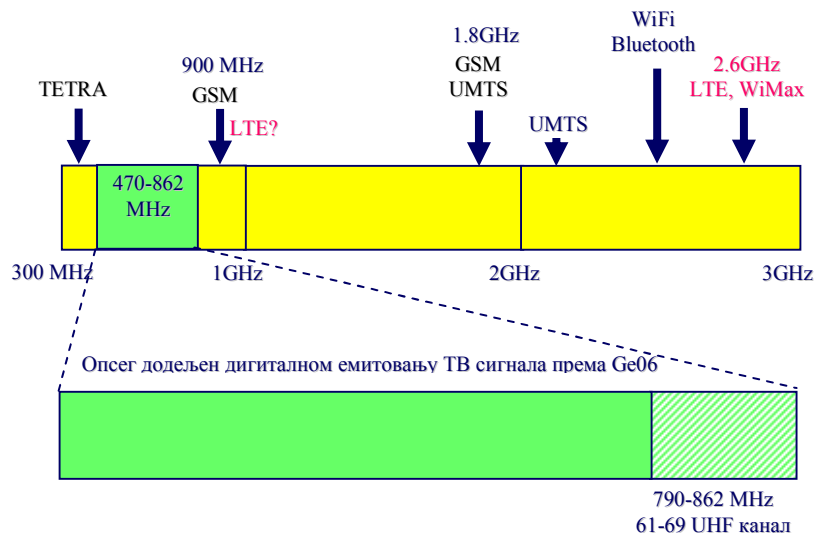 WiFi
Bluetooth
1.8GHz
GSM
UMTS
900 MHz
GSM
LTE?
2.6GHz
LTE, WiMax
TETRA
UMTS
470-862
MHz
300 MHz
1GHz
2GHz
3GHz
Опсег додељен дигиталном емитовању ТВ сигнала према Ge06
790-862 MHz
61-69 UHF канал